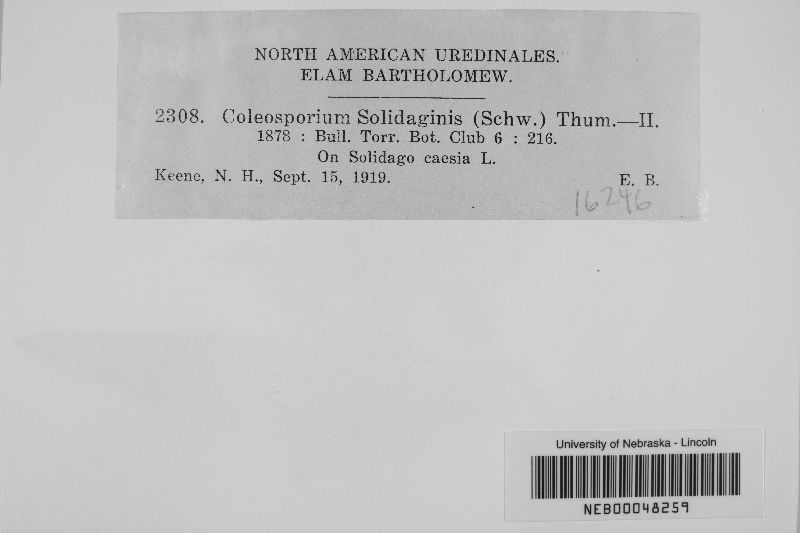 NORTH AMERICAN UREDINALES.
ELAM BARTHOLOMEW.
2308. Coleosporium Solidaginis (Schw.) Thum.—II.
1878 : Bull. Torr. Bot. Club 6 : 216.
On Solidago caesia L.
Keene, N. H., Sept. 15, 1919. E. B.
16246
University of Nebraska - Lincoln
NEB00048259